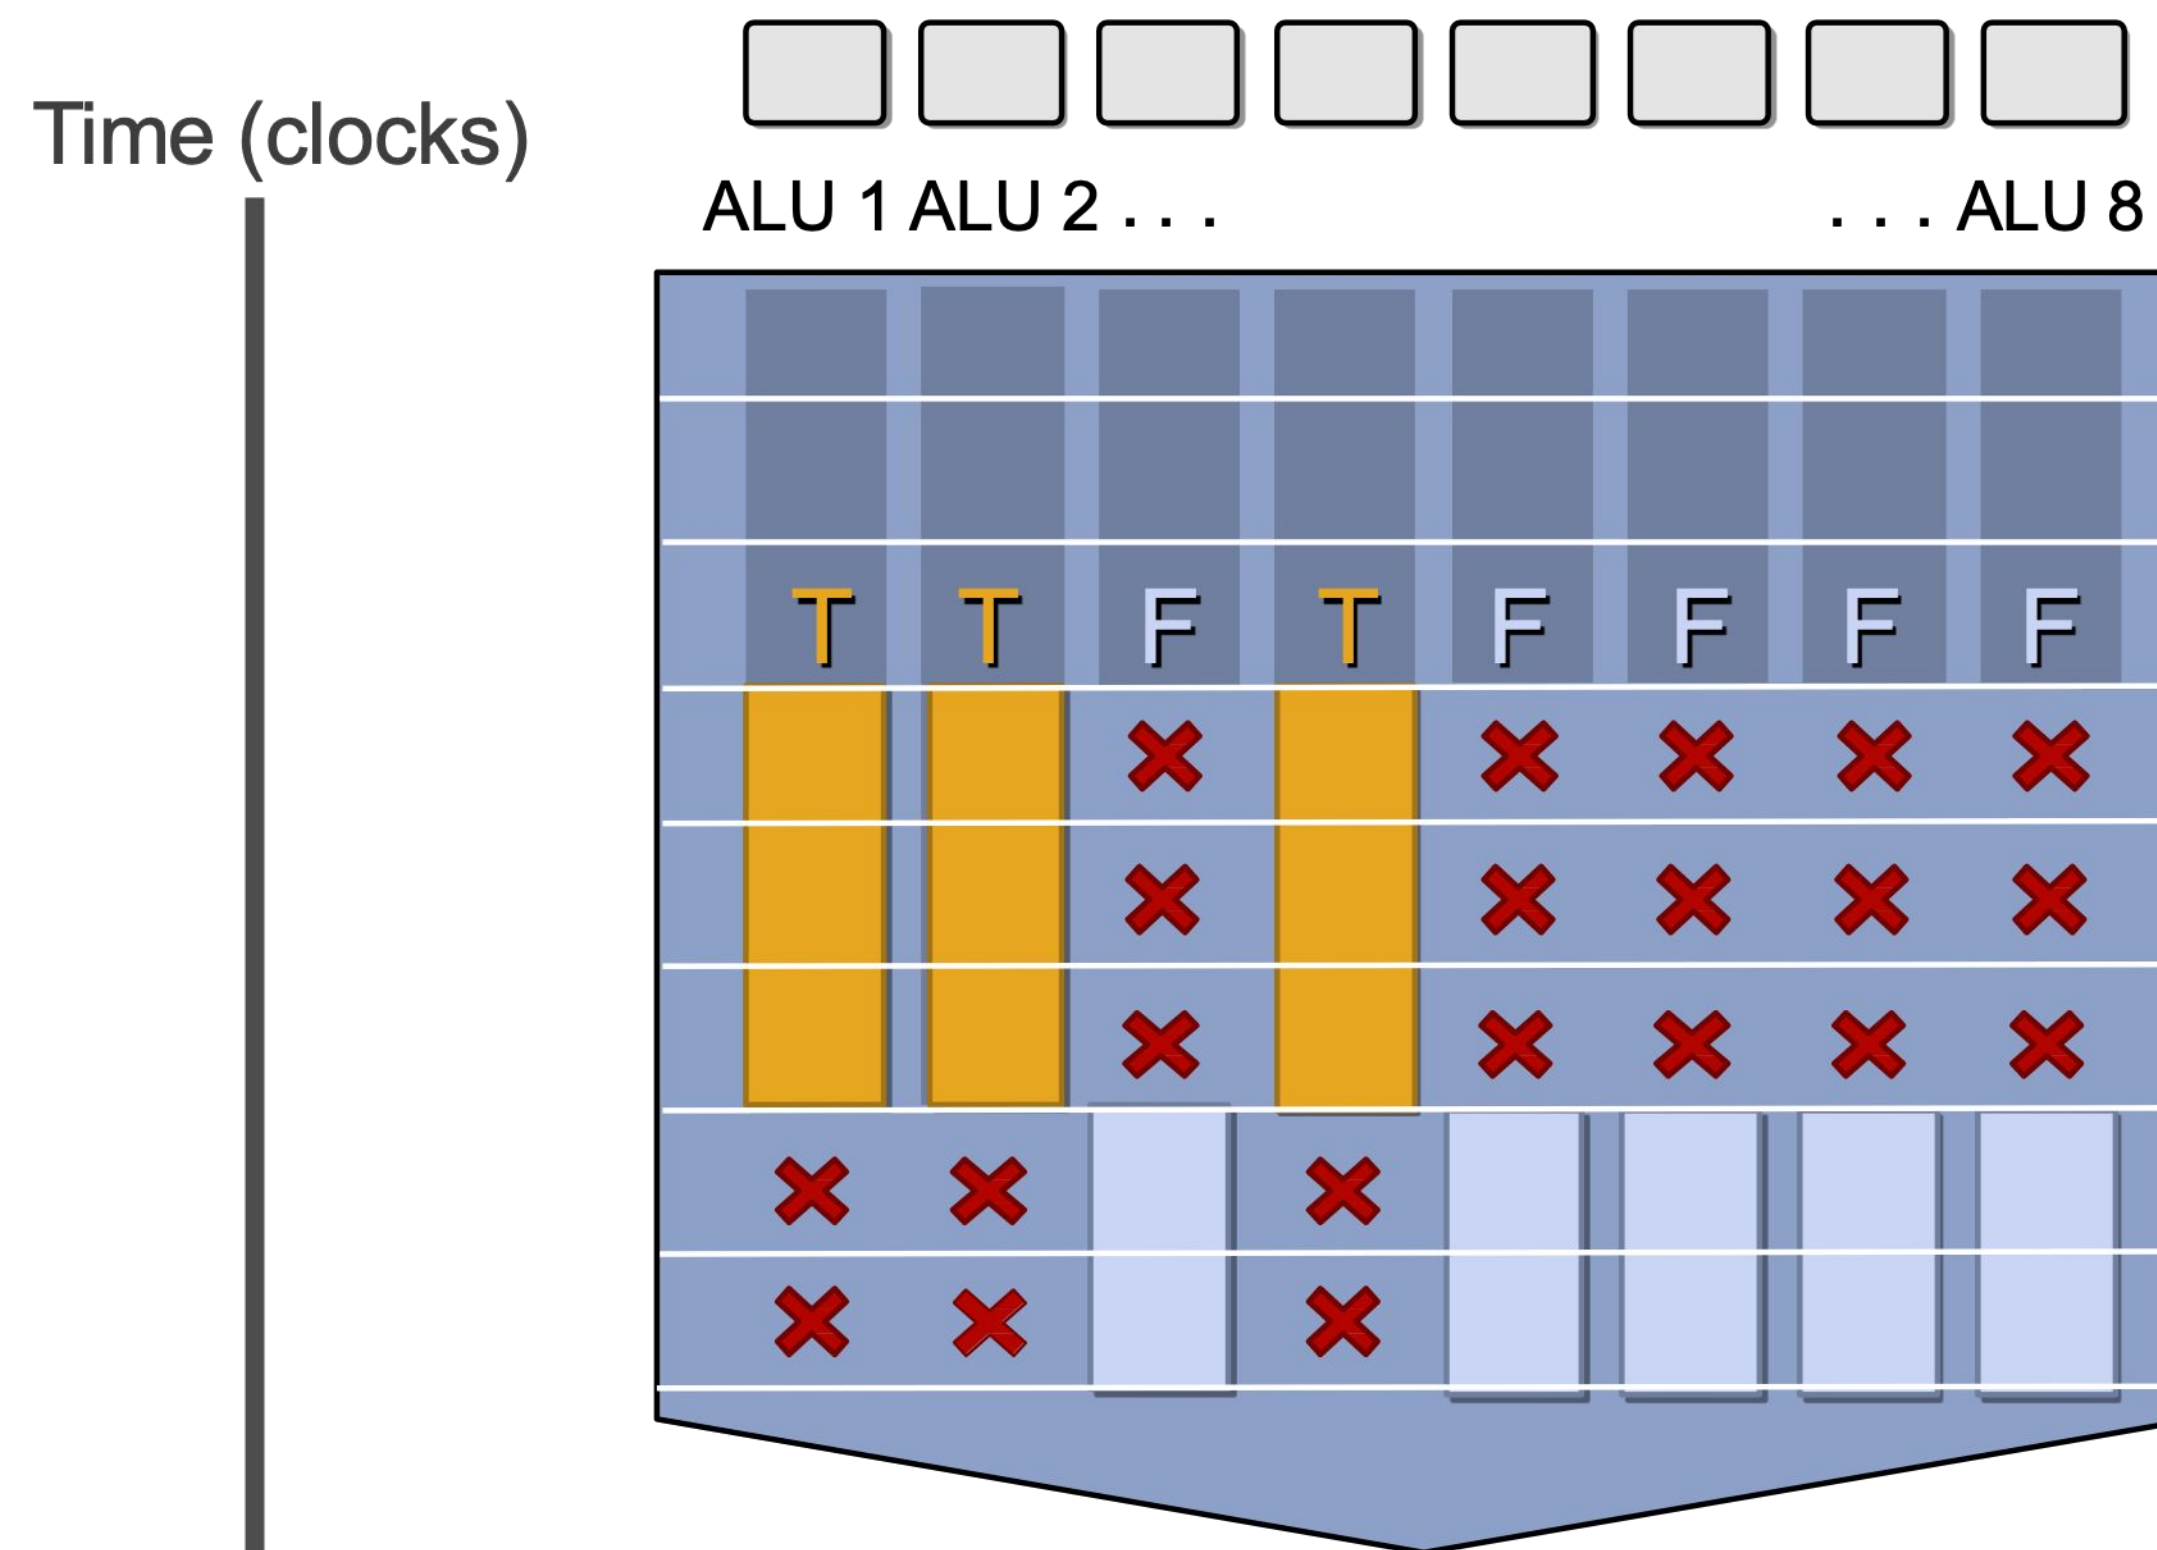 Time (clocks)
ALU 1 ALU 2 . . . . . . ALU 8
T T F T F F F F